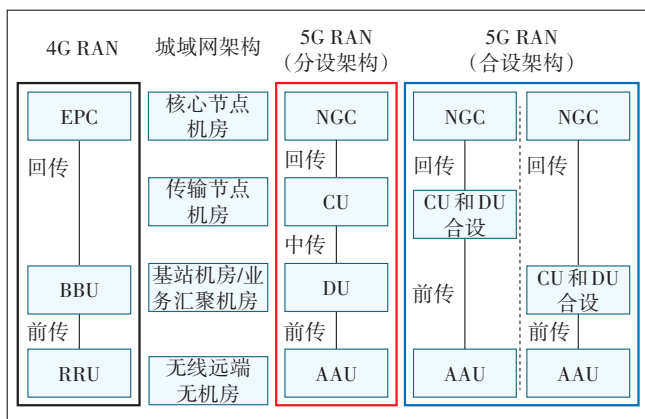 4G RAN
城域网架构
5G RAN
（分设架构）
5G RAN
（合设架构）
EPC
回传
BBU
前传
RRU
核心节点
机房
传输节点
机房
基站机房/业
务汇聚机房
无线远端
无机房
NGC
回传
CU
中传
DU
前传
AAU
NGC
回传
CU 和 DU
合设
前传
AAU
NGC
回传
CU 和 DU
合设
前传
AAU